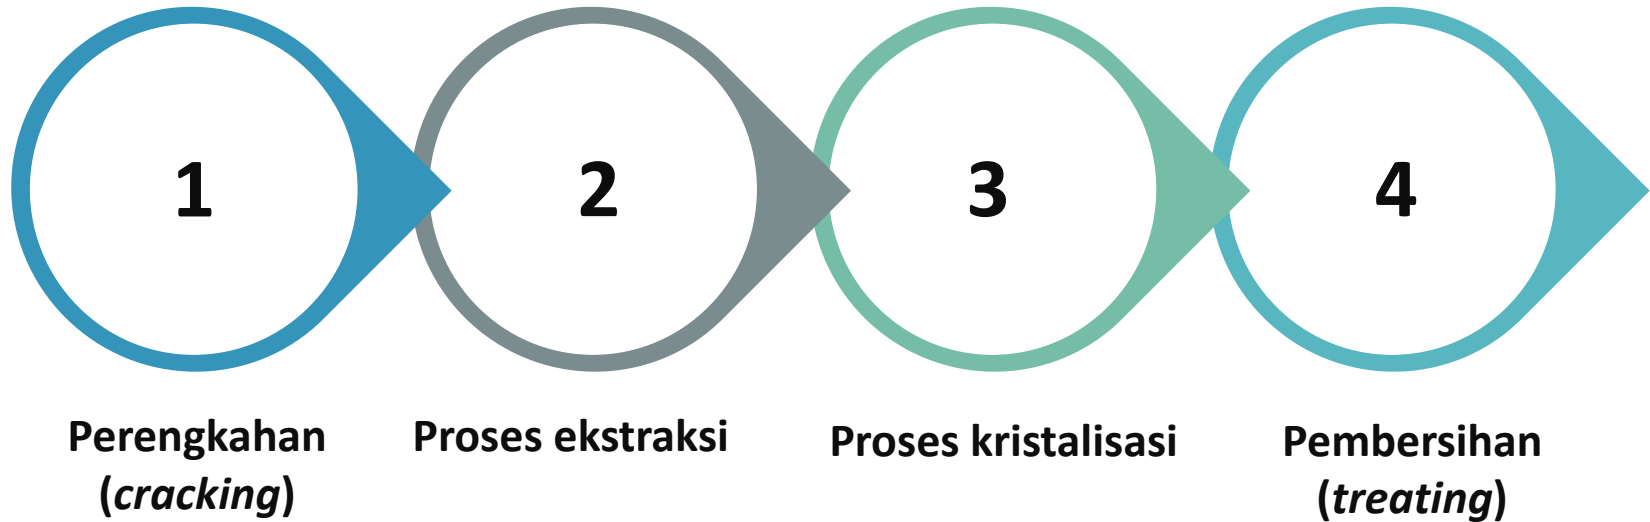 1
2
3
4
Perengkahan
(cracking)
Proses ekstraksi
Proses kristalisasi
Pembersihan
(treating)